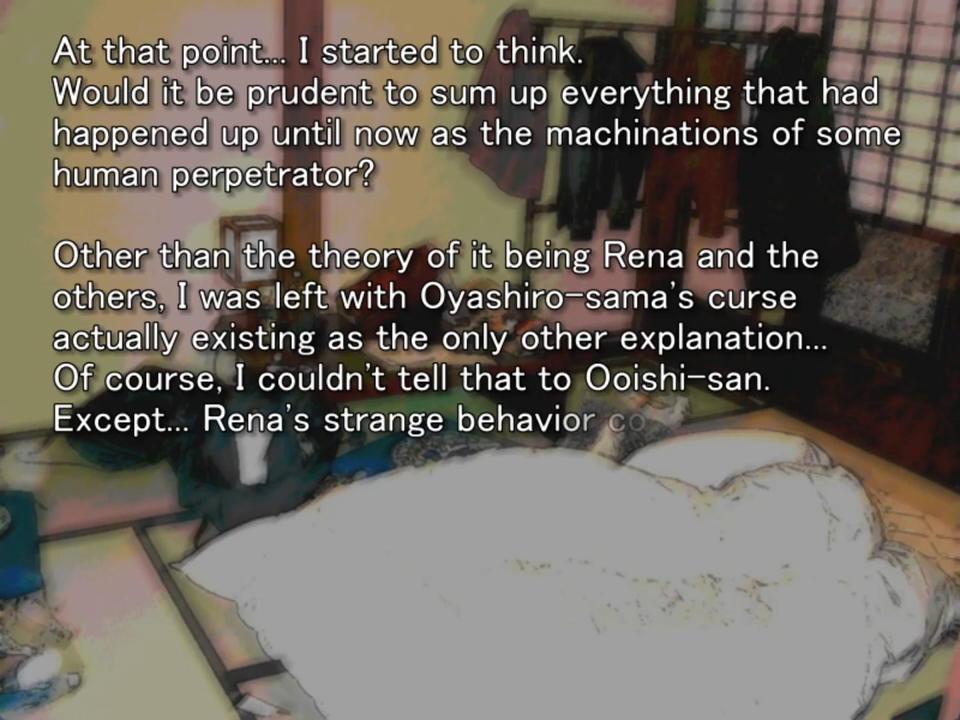 At that point... I started to think.
Would it be prudent to sum up everything that had
happened up until now as the machinations of some
human perpetrator?
Other than the theory of it being Rena and the
others, I was left with Oyashiro-sama's curse
actually existing as the only other explanation...
Of course, I couldn't tell that to Ooishi-san.
Except... Rena's strange behavior co